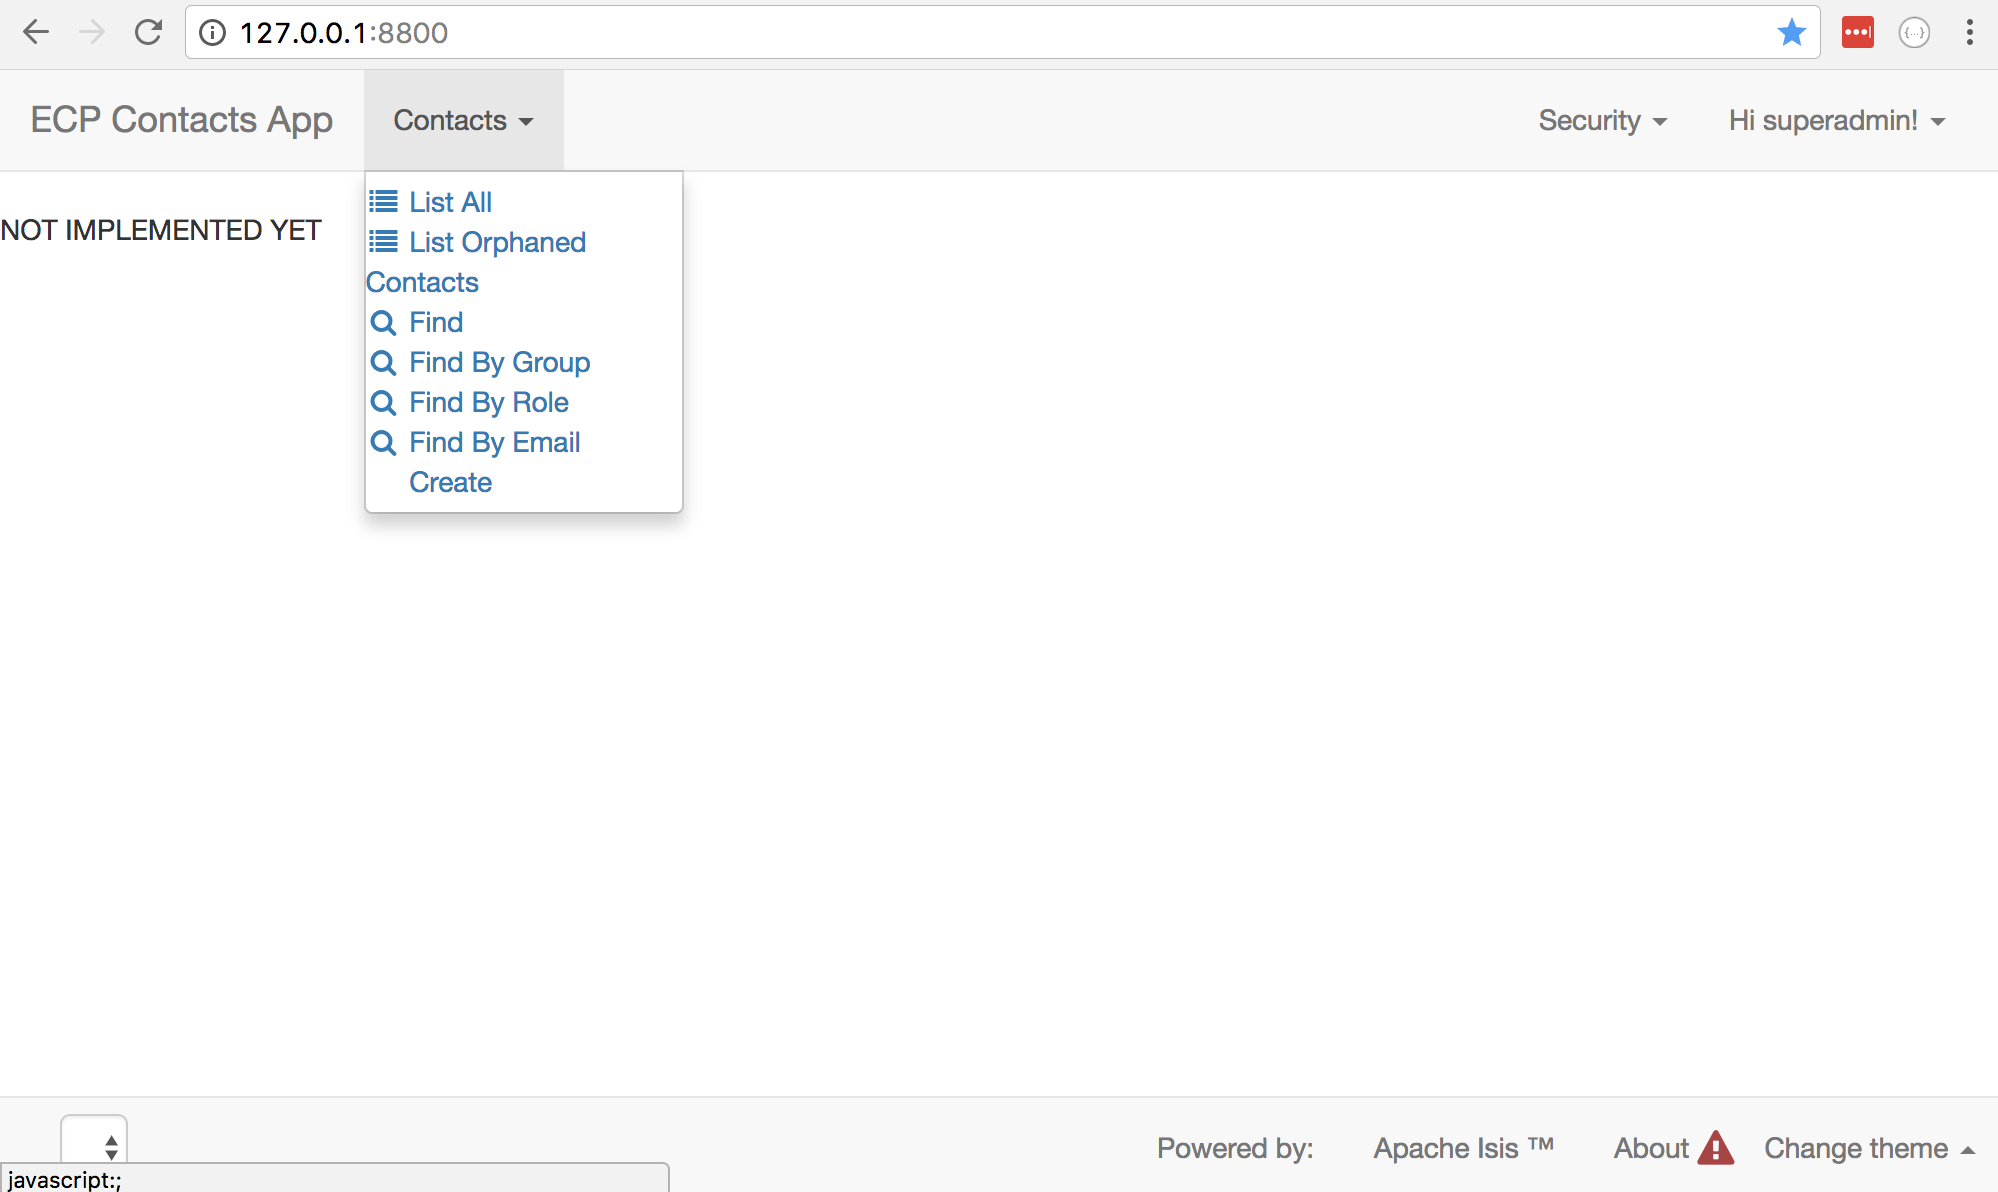 127.0.0.1:8800
ECP Contacts App
Contacts
Security
Hi superadmin!
NOT IMPLEMENTED YET
List All
List Orphaned
Contacts
Find
Find By Group
Find By Role
Find By Email
Create
Powered by:
Apache Isis ™
About
Change theme
javascript:;